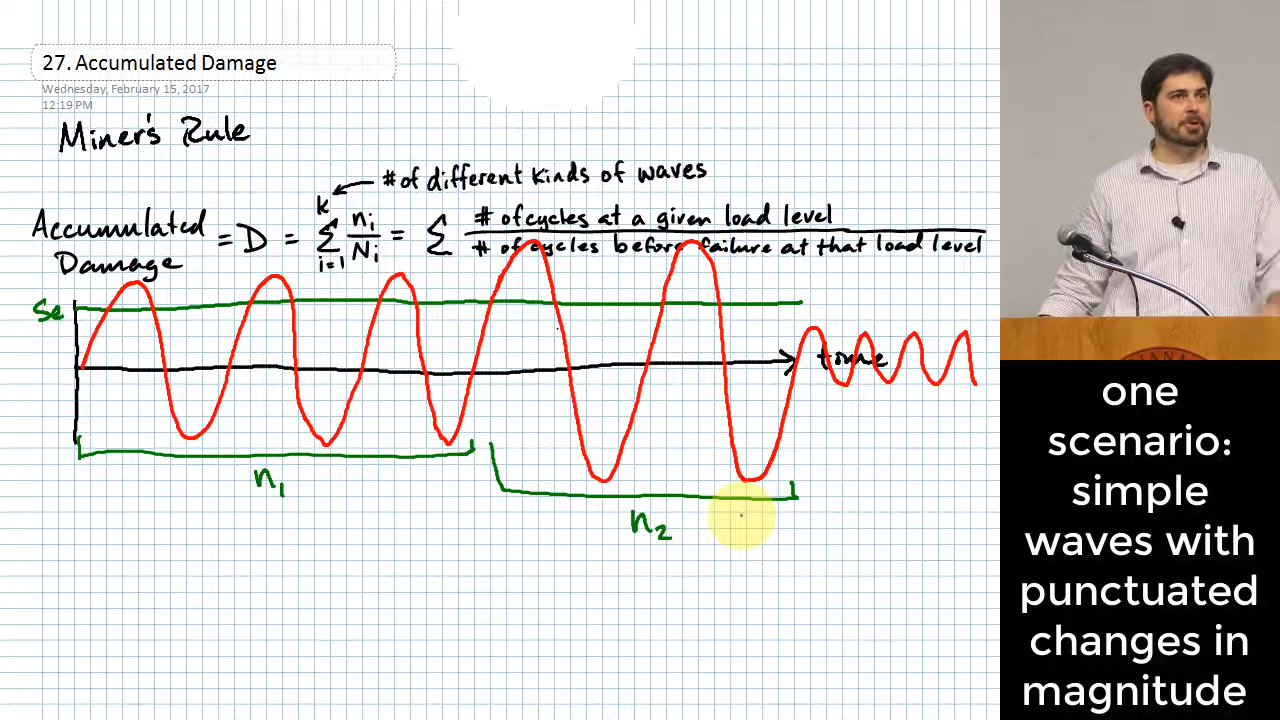 27. Accumulated Damage
Wednesday, February 15, 2017
12:19 PM
Miner's Rule
# of different kinds of waves
Accumulated Damage = D = k Σ i=1 ni/Ni = Σ # of cycles at a given load level / # of cycles before failure at that load level
Se
time
n1
n2
one
scenario:
simple
waves with
punctuated
changes in
magnitude